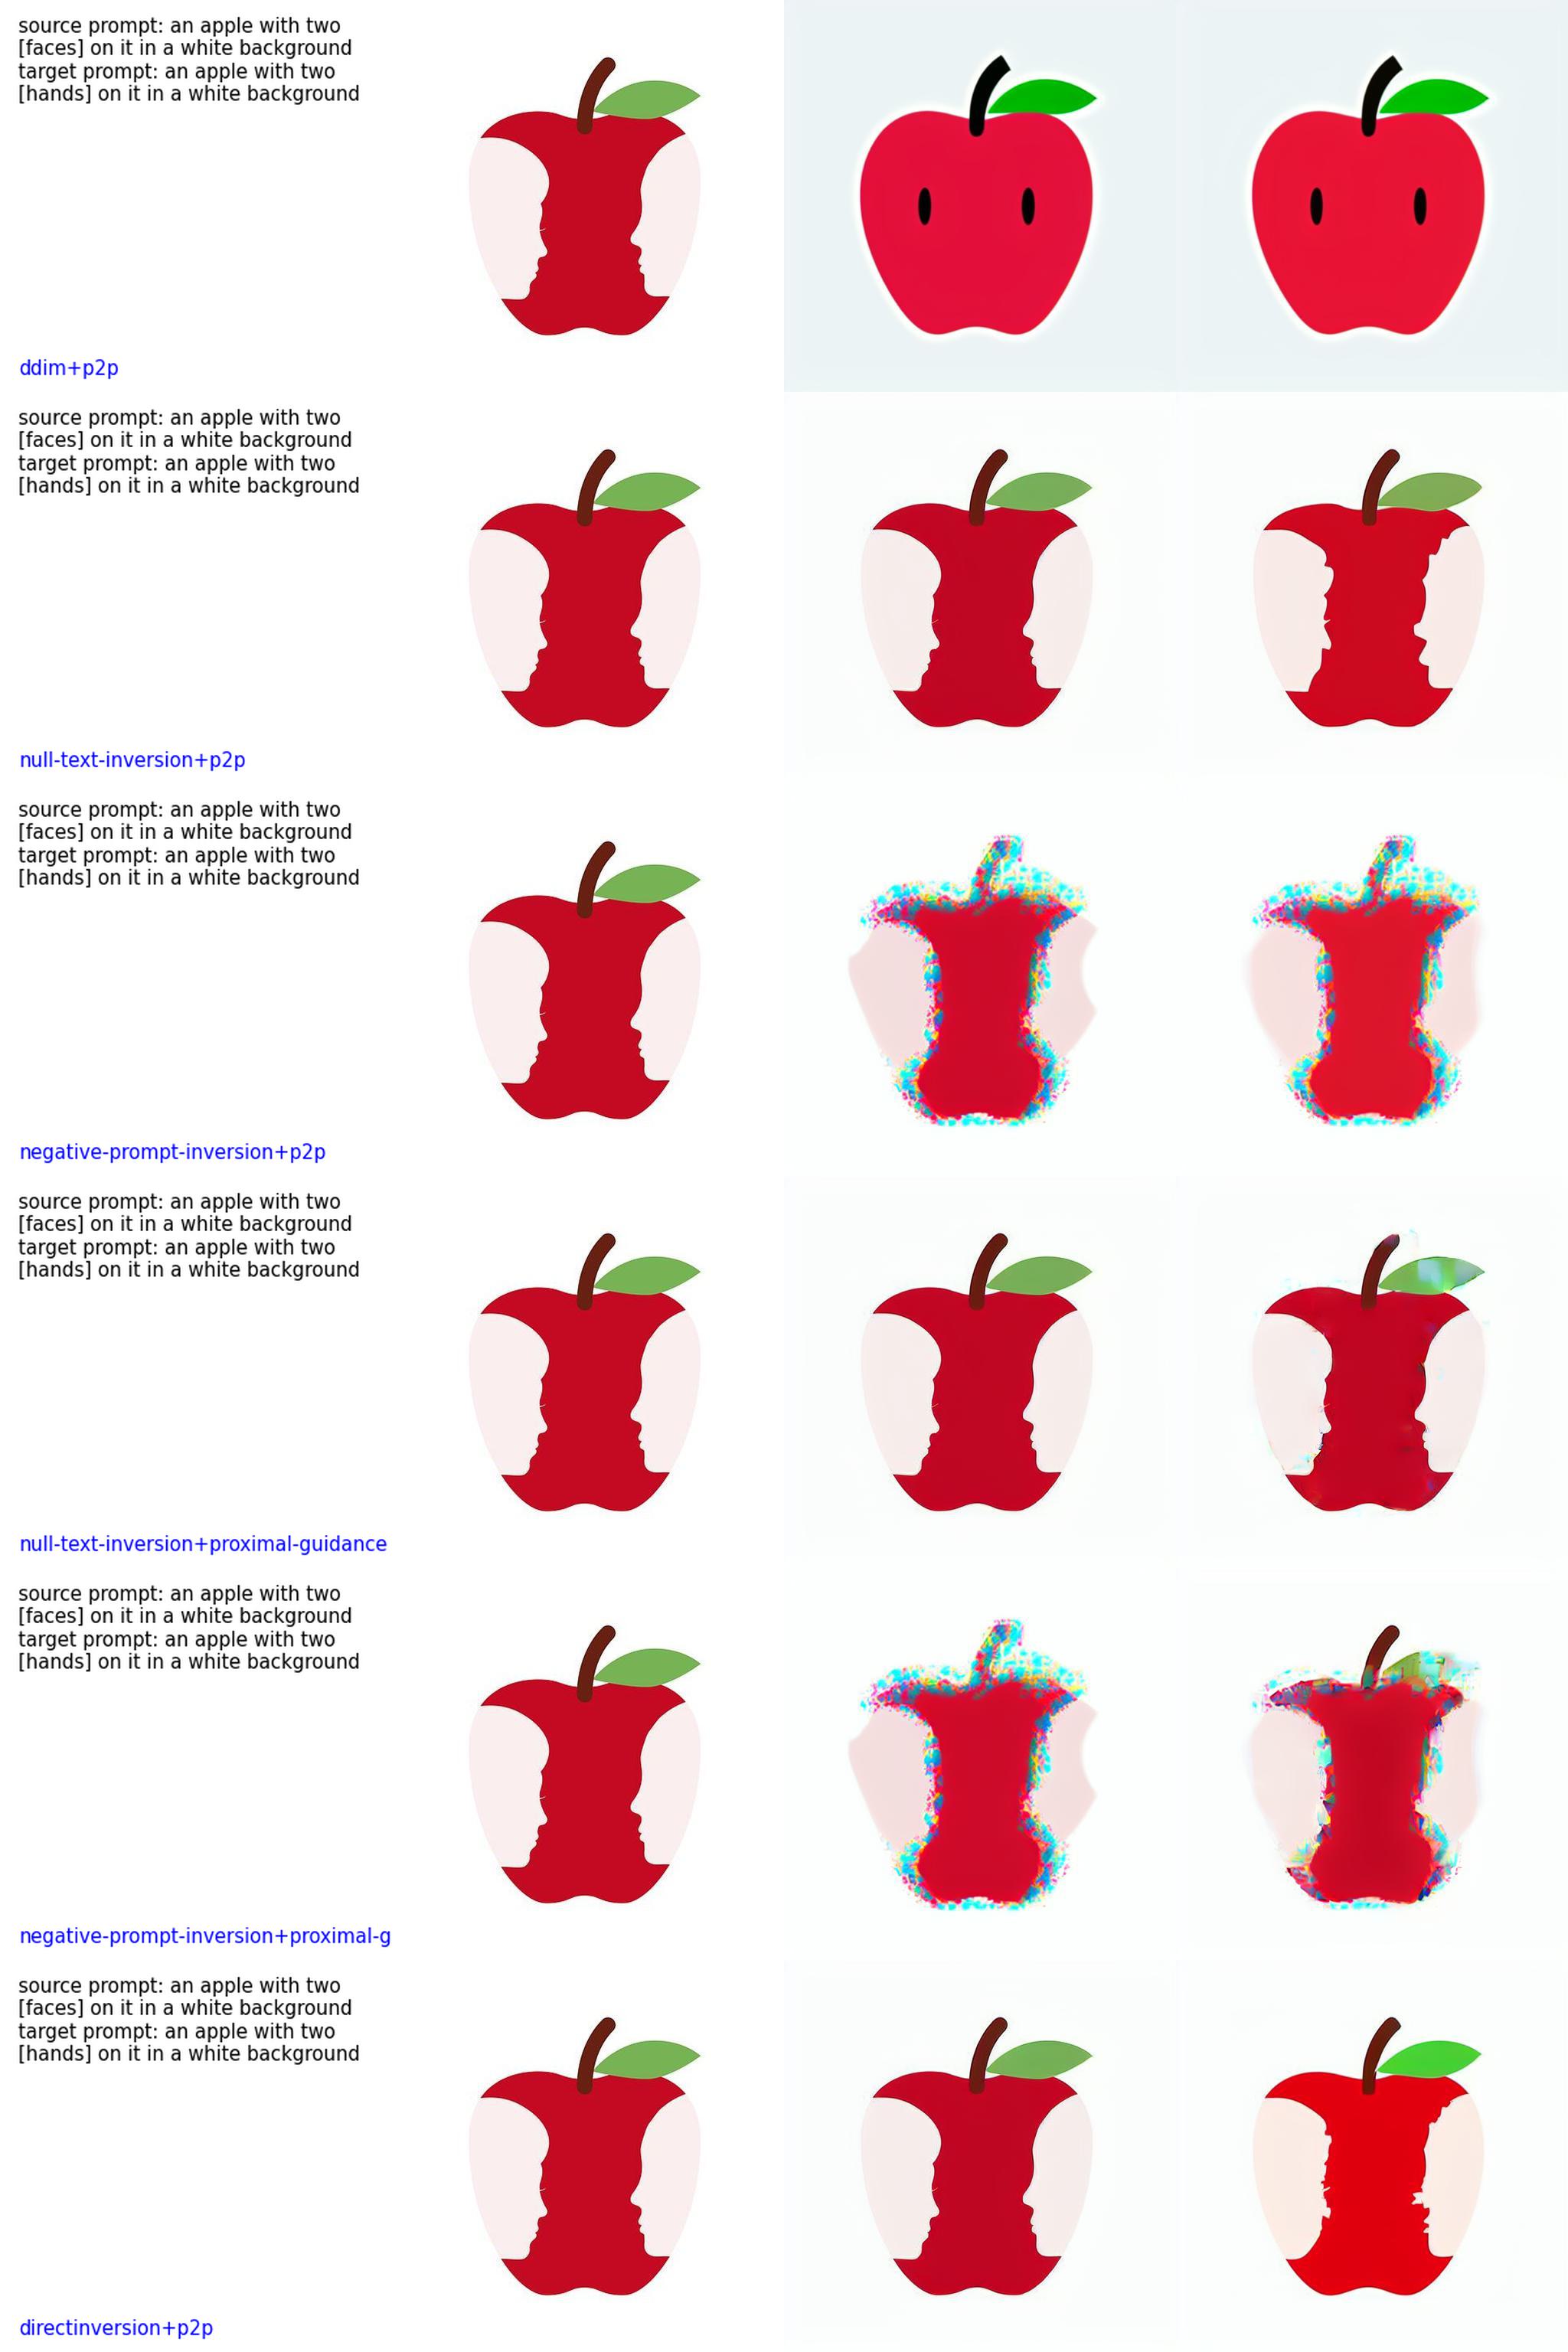 source prompt: an apple with two
[faces] on it in a white background
target prompt: an apple with two
[hands] on it in a white background
ddim+p2p
source prompt: an apple with two
[faces] on it in a white background
target prompt: an apple with two
[hands] on it in a white background
null-text-inversion+p2p
source prompt: an apple with two
[faces] on it in a white background
target prompt: an apple with two
[hands] on it in a white background
negative-prompt-inversion+p2p
source prompt: an apple with two
[faces] on it in a white background
target prompt: an apple with two
[hands] on it in a white background
null-text-inversion+proximal-guidance
source prompt: an apple with two
[faces] on it in a white background
target prompt: an apple with two
[hands] on it in a white background
negative-prompt-inversion+proximal-g
source prompt: an apple with two
[faces] on it in a white background
target prompt: an apple with two
[hands] on it in a white background
directinversion+p2p